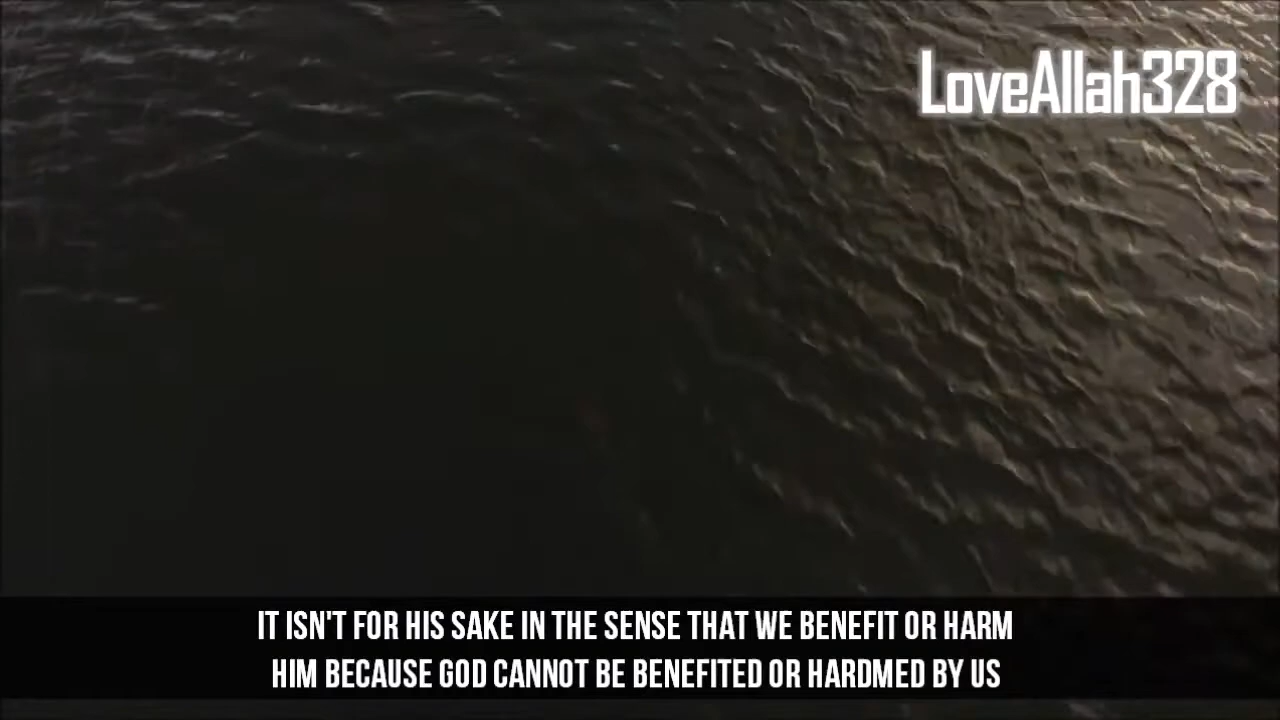 LoveAllah328
IT ISN'T FOR HIS SAKE IN THE SENSE THAT WE BENEFIT OR HARM
HIM BECAUSE GOD CANNOT BE BENEFITED OR HARDMED BY US